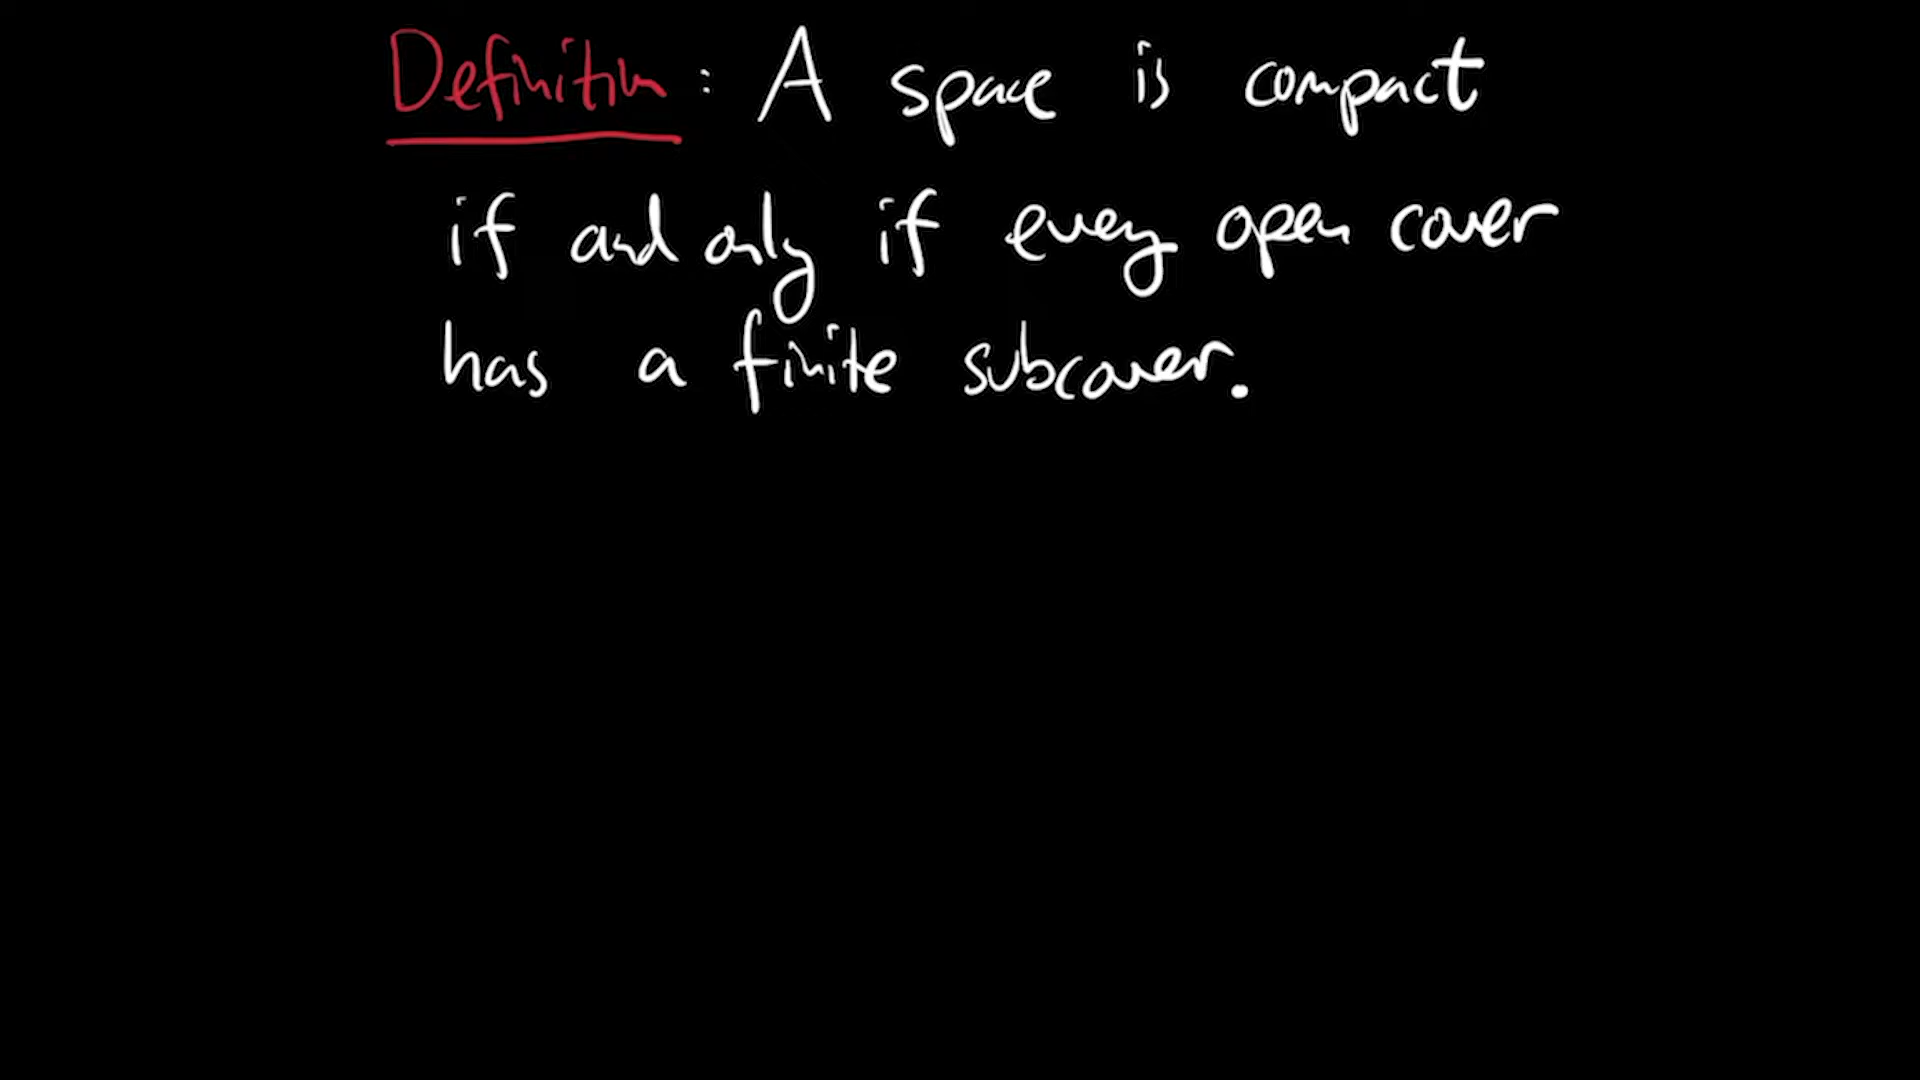 Definition: A space is compact
if and only if every open cover
has a finite subcover.